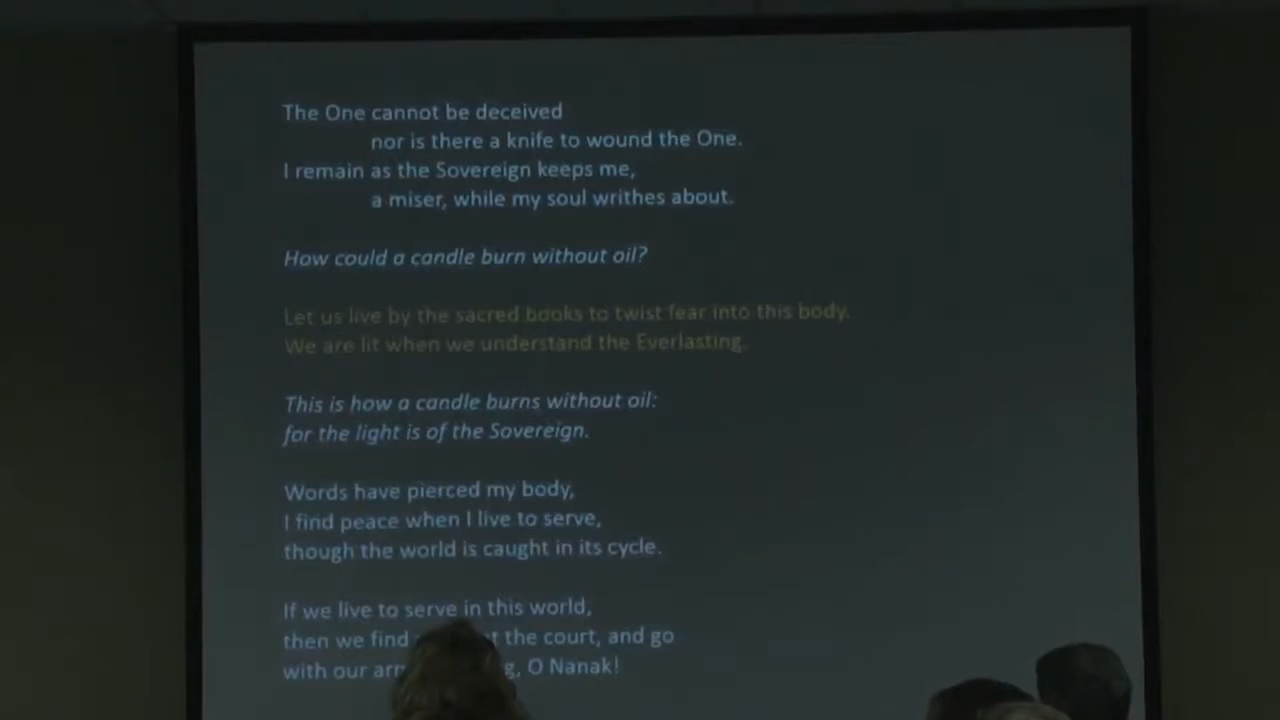 The One cannot be deceived
nor is there a knife to wound the One.
I remain as the Sovereign keeps me,
a miser, while my soul writhes about.
How could a candle burn without oil?
Let us live by the sacred books to twist fear into this body.
We are lit when we understand the Everlasting.
This is how a candle burns without oil:
for the light is of the Sovereign.
Words have pierced my body,
I find peace when I live to serve,
though the world is caught in its cycle.
If we live to serve in this world,
then we find the court, and go
with our O Nanak!